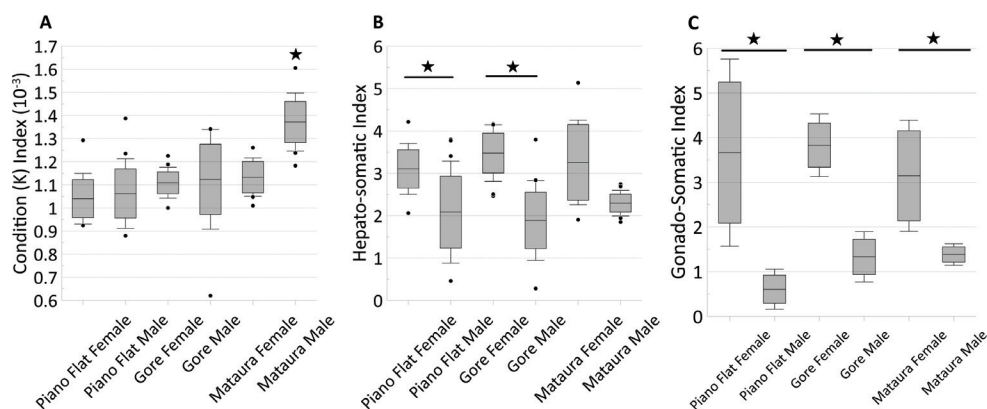 A
Condition (K) Index (10-3)
1.7
1.6
1.5
1.4
1.3
1.2
1.1
1
0.9
0.8
0.7
0.6
Piano Flat Female
Piano Flat Male
Gore Female
Gore Male
Mataura Female
Mataura Male
B
Hepato-somatic Index
6
5
4
3
2
1
0
Piano Flat Female
Piano Flat Male
Gore Female
Gore Male
Mataura Female
Mataura Male
C
Gonado-Somatic Index
6
5
4
3
2
1
0
Piano Flat Female
Piano Flat Male
Gore Female
Gore Male
Mataura Female
Mataura Male